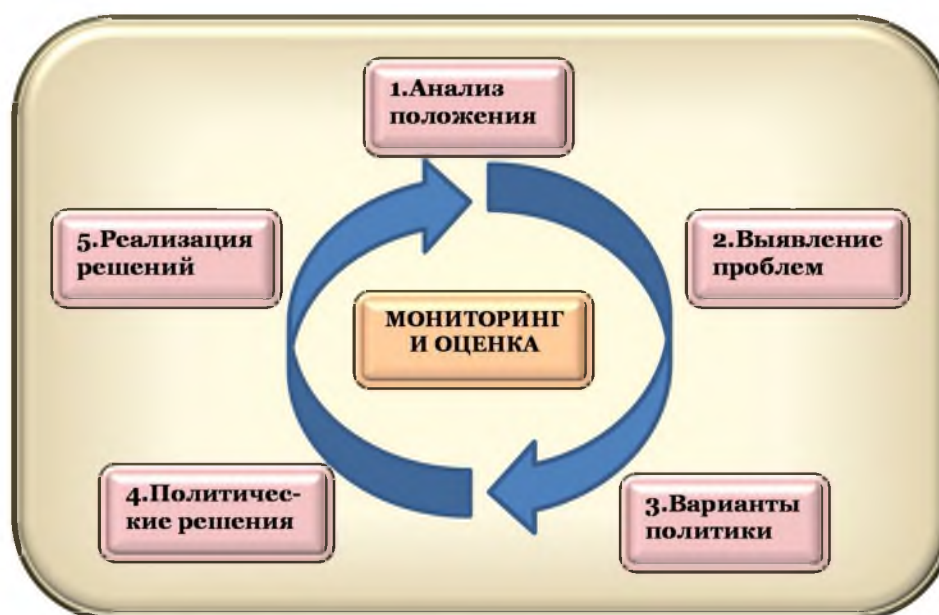 1.Анализ
положения
2.Выявление
проблем
3.Варианты
политики
4.Политичес-
кие решения
5.Реализация
решений
МОНИТОРИНГ
И ОЦЕНКА